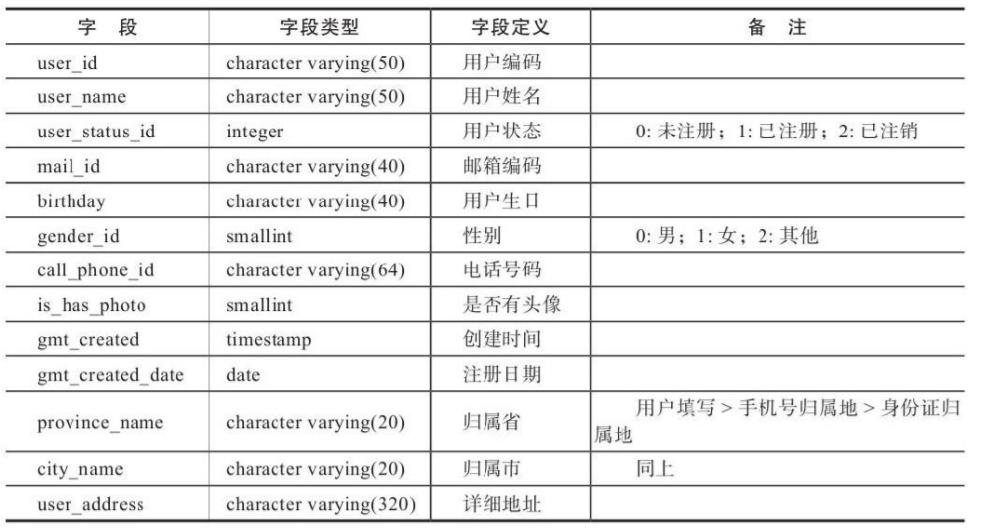 字 段 字段类型 字段定义 备 注
user_id character varying(50) 用户编码
user_name character varying(50) 用户姓名
user_status_id integer 用户状态 0: 未注册；1: 已注册；2: 已注销
mail_id character varying(40) 邮箱编码
birthday character varying(40) 用户生日
gender_id smallint 性别 0: 男；1: 女；2: 其他
call_phone_id character varying(64) 电话号码
is_has_photo smallint 是否有头像
gmt_created timestamp 创建时间
gmt_created_date date 注册日期
province_name character varying(20) 归属省 用户填写 > 手机号归属地 > 身份证归
属地
city_name character varying(20) 归属市 同上
user_address character varying(320) 详细地址